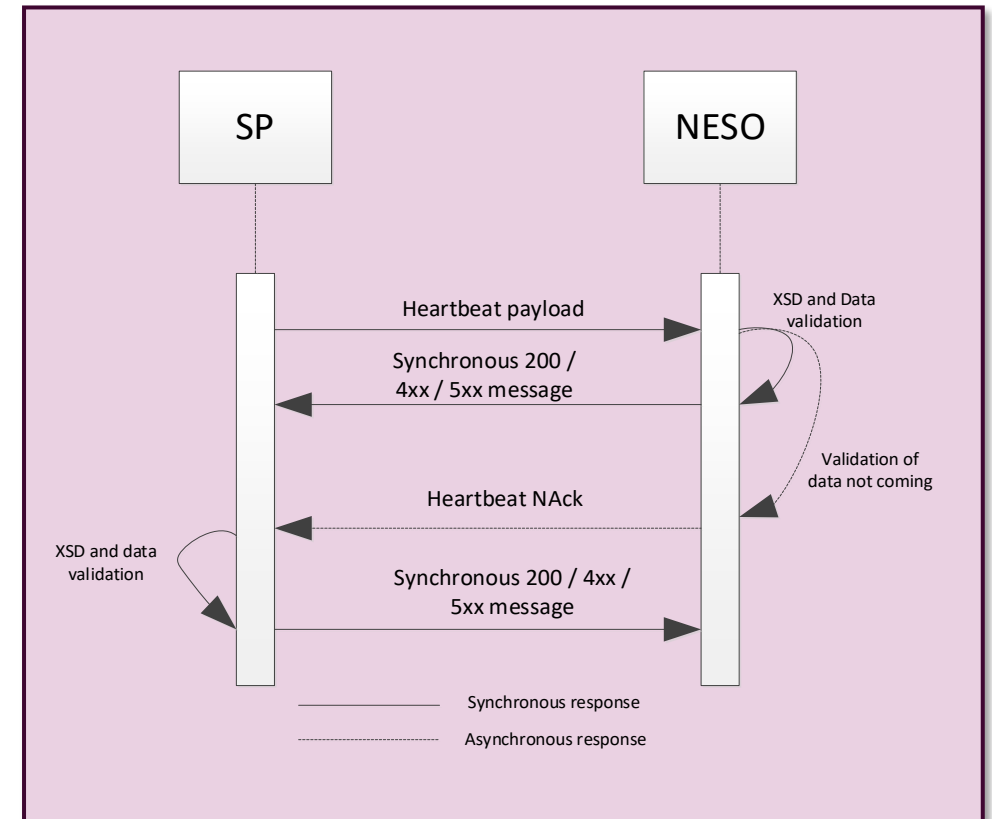 SP
NESO
Heartbeat payload
XSD and Data
validation
Synchronous 200 /
4xx / 5xx message
Validation of
data not coming
Heartbeat NAck
XSD and data
validation
Synchronous 200 / 4xx /
5xx message
Synchronous response
Asynchronous response